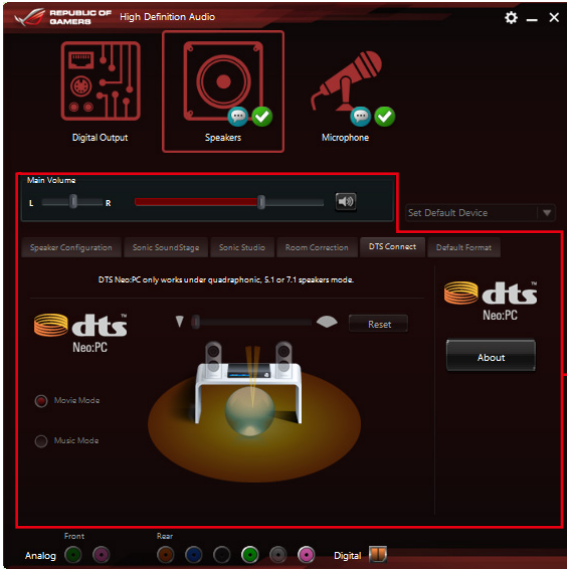 REPUBLIC OF
GAMERS
High Definition Audio
Digital Output
Speakers
Microphone
Main Volume
L
R
Set Default Device
Speaker Configuration
Sonic SoundStage
Sonic Studio
Room Correction
DTS Connect
Default Format
DTS Neo:PC only works under quadraphonic, 5.1 or 7.1 speakers mode.
dts
Neo:PC
Reset
dts
Neo:PC
About
Movie Mode
Music Mode
Front
Rear
Analog
Digital